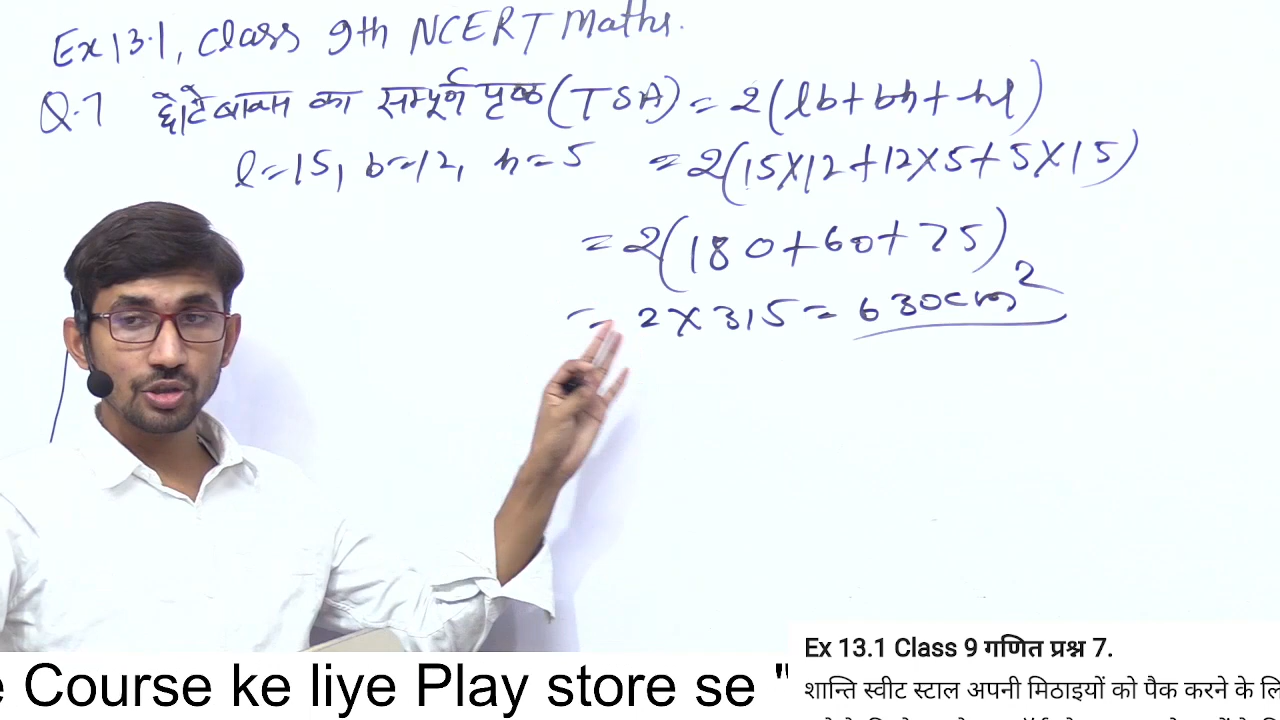 Ex 13.1, Class 9th NCERT Maths.
Q.7 छोटे बाक्स का सम्पूर्ण पृष्ठ (TSA) = 2(lb+bh+hl)
l=15, b=12, h=5 = 2(15×12+12×5+5×15)
= 2(180+60+75)
= 2×315 = 630cm²
Ex 13.1 Class 9 गणित प्रश्न 7.
Course ke liye Play store se "
शान्ति स्वीट स्टाल अपनी मिठाइयों को पैक करने के